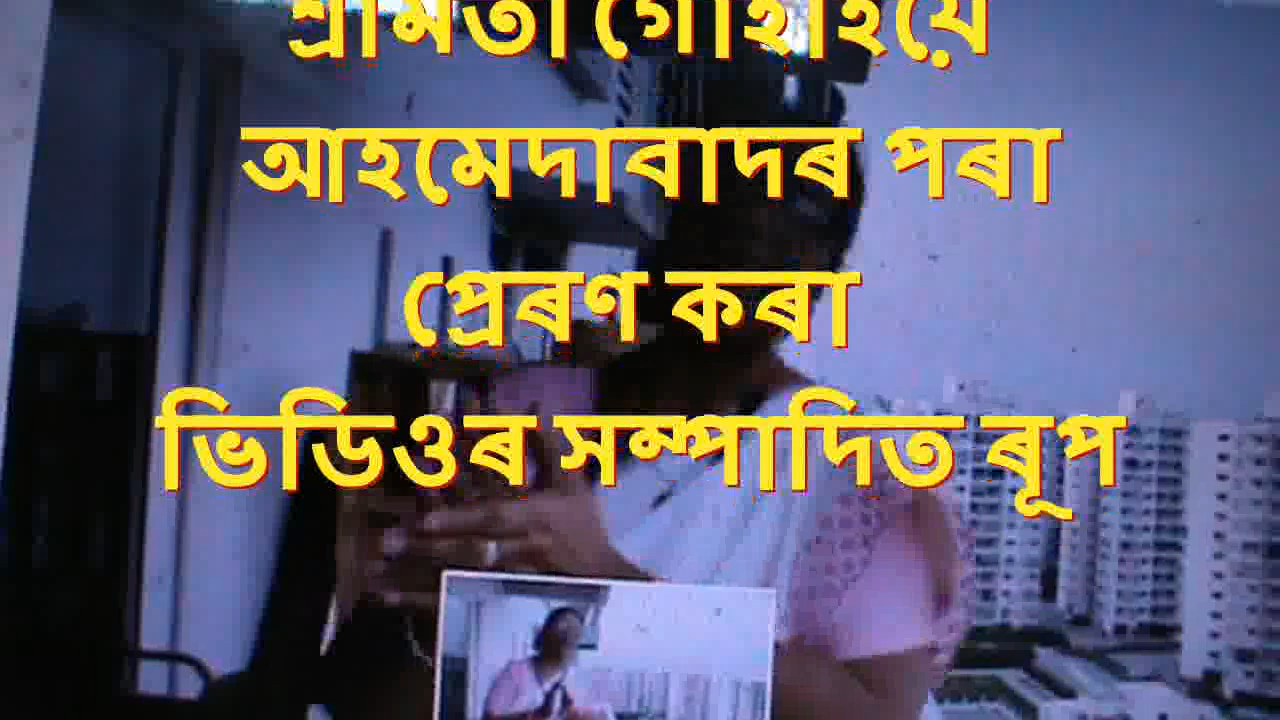 শ্ৰীমতী গোহাঁইয়ে
আহমেদাবাদৰ পৰা
প্ৰেৰণ কৰা
ভিডিওৰ সম্পাদিত ৰূপ